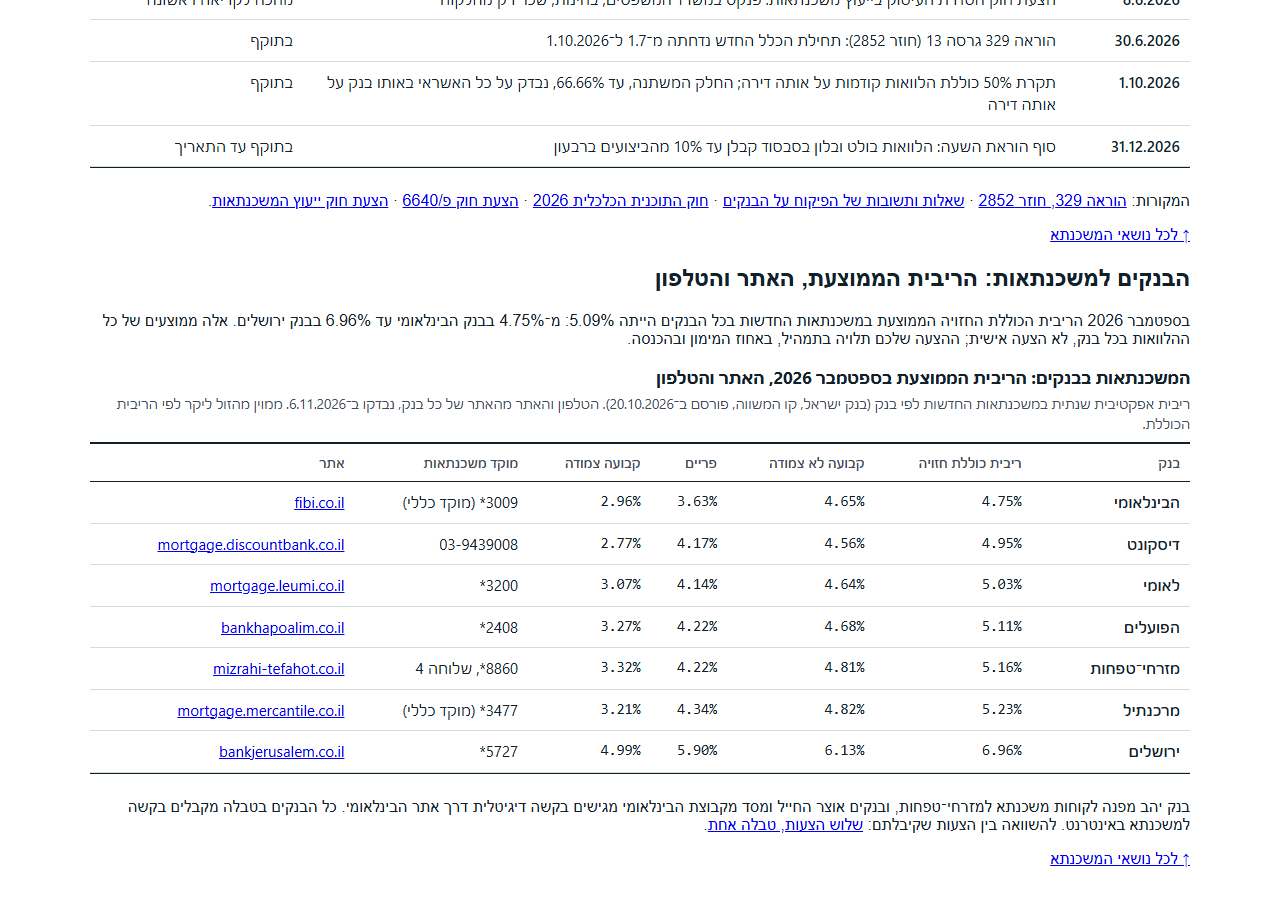 30.6.2026 הוראה 329 גרסה 13 (חוזר 2852): תחילת הכלל החדש נדחתה מ־1.7 ל־1.10.2026 בתוקף
1.10.2026 תקרת 50% כוללת הלוואות קודמות על אותה דירה; החלק המשתנה, עד 66.66%, נבדק על כל האשראי באותו בנק על בתוקף
אותה דירה
31.12.2026 סוף הוראת השעה: הלוואות בולט ובלון בסבסוד קבלן עד 10% מהביצועים ברבעון בתוקף עד התאריך
המקורות: הוראה 329, חוזר 2852 · שאלות ותשובות של הפיקוח על הבנקים · חוק התוכנית הכלכלית 2026 · הצעת חוק פ/6640 · הצעת חוק ייעוץ המשכנתאות.
↑ לכל נושאי המשכנתא
הבנקים למשכנתאות: הריבית הממוצעת, האתר והטלפון
בספטמבר 2026 הריבית הכוללת החזויה הממוצעת במשכנתאות החדשות בכל הבנקים הייתה 5.09%: מ־4.75% בבנק הבינלאומי עד 6.96% בבנק ירושלים. אלה ממוצעים של כל
ההלוואות בכל בנק, לא הצעה אישית; ההצעה שלכם תלויה בתמהיל, באחוז המימון ובהכנסה.
המשכנתאות בבנקים: הריבית הממוצעת בספטמבר 2026, האתר והטלפון
ריבית אפקטיבית שנתית במשכנתאות החדשות לפי בנק (בנק ישראל, קו המשווה, פורסם ב־20.10.2026). הטלפון והאתר מהאתר של כל בנק, נבדקו ב־6.11.2026. ממוין מהזול ליקר לפי הריבית
הכוללת.
בנק ריבית כוללת חזויה קבועה לא צמודה פריים קבועה צמודה מוקד משכנתאות אתר
הבינלאומי 4.75% 4.65% 3.63% 2.96% 3009* (מוקד כללי) fibi.co.il
דיסקונט 4.95% 4.56% 4.17% 2.77% 03-9439008 mortgage.discountbank.co.il
לאומי 5.03% 4.64% 4.14% 3.07% 3200* mortgage.leumi.co.il
הפועלים 5.11% 4.68% 4.22% 3.27% 2408* bankhapoalim.co.il
מזרחי־טפחות 5.16% 4.81% 4.22% 3.32% 8860*, שלוחה 4 mizrahi-tefahot.co.il
מרכנתיל 5.23% 4.82% 4.34% 3.21% 3477* (מוקד כללי) mortgage.mercantile.co.il
ירושלים 6.96% 6.13% 5.90% 4.99% 5727* bankjerusalem.co.il
בנק יהב מפנה לקוחות משכנתא למזרחי־טפחות, ובנקים אוצר החייל ומסד מקבוצת הבינלאומי מגישים בקשה דיגיטלית דרך אתר הבינלאומי. כל הבנקים בטבלה מקבלים בקשה
למשכנתא באינטרנט. להשוואה בין הצעות שקיבלתם: שלוש הצעות, טבלה אחת.
↑ לכל נושאי המשכנתא